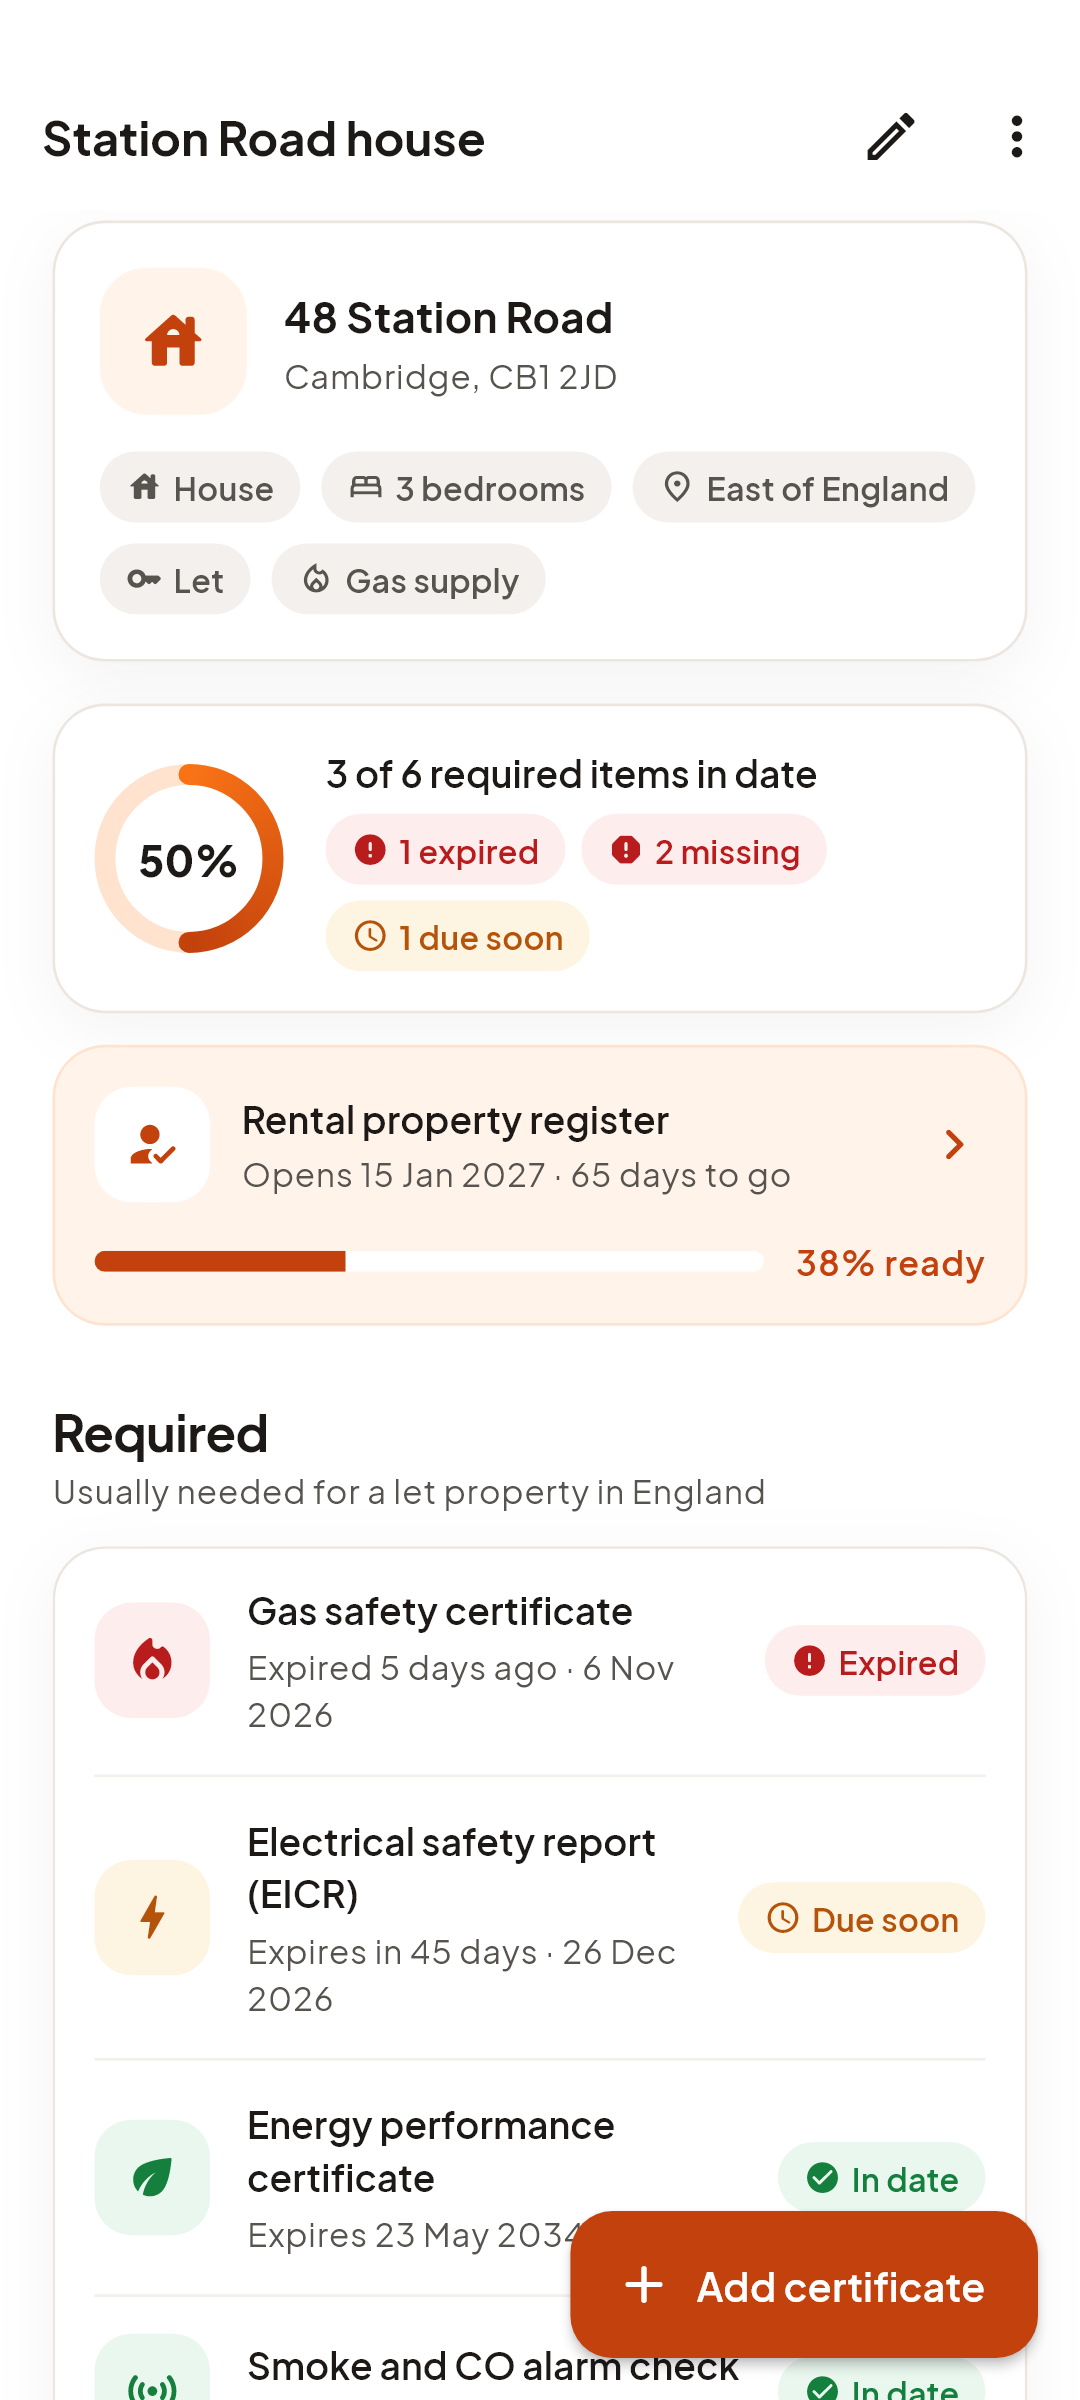 Station Road house
48 Station Road
Cambridge, CB1 2JD
House
3 bedrooms
East of England
Let
Gas supply
50%
3 of 6 required items in date
1 expired
2 missing
1 due soon
Rental property register
Opens 15 Jan 2027 · 65 days to go
38% ready
Required
Usually needed for a let property in England
Gas safety certificate
Expired 5 days ago · 6 Nov
2026
Expired
Electrical safety report
(EICR)
Expires in 45 days · 26 Dec
2026
Due soon
Energy performance
certificate
Expires 23 May 2034
In date
Add certificate
Smoke and CO alarm check
In date